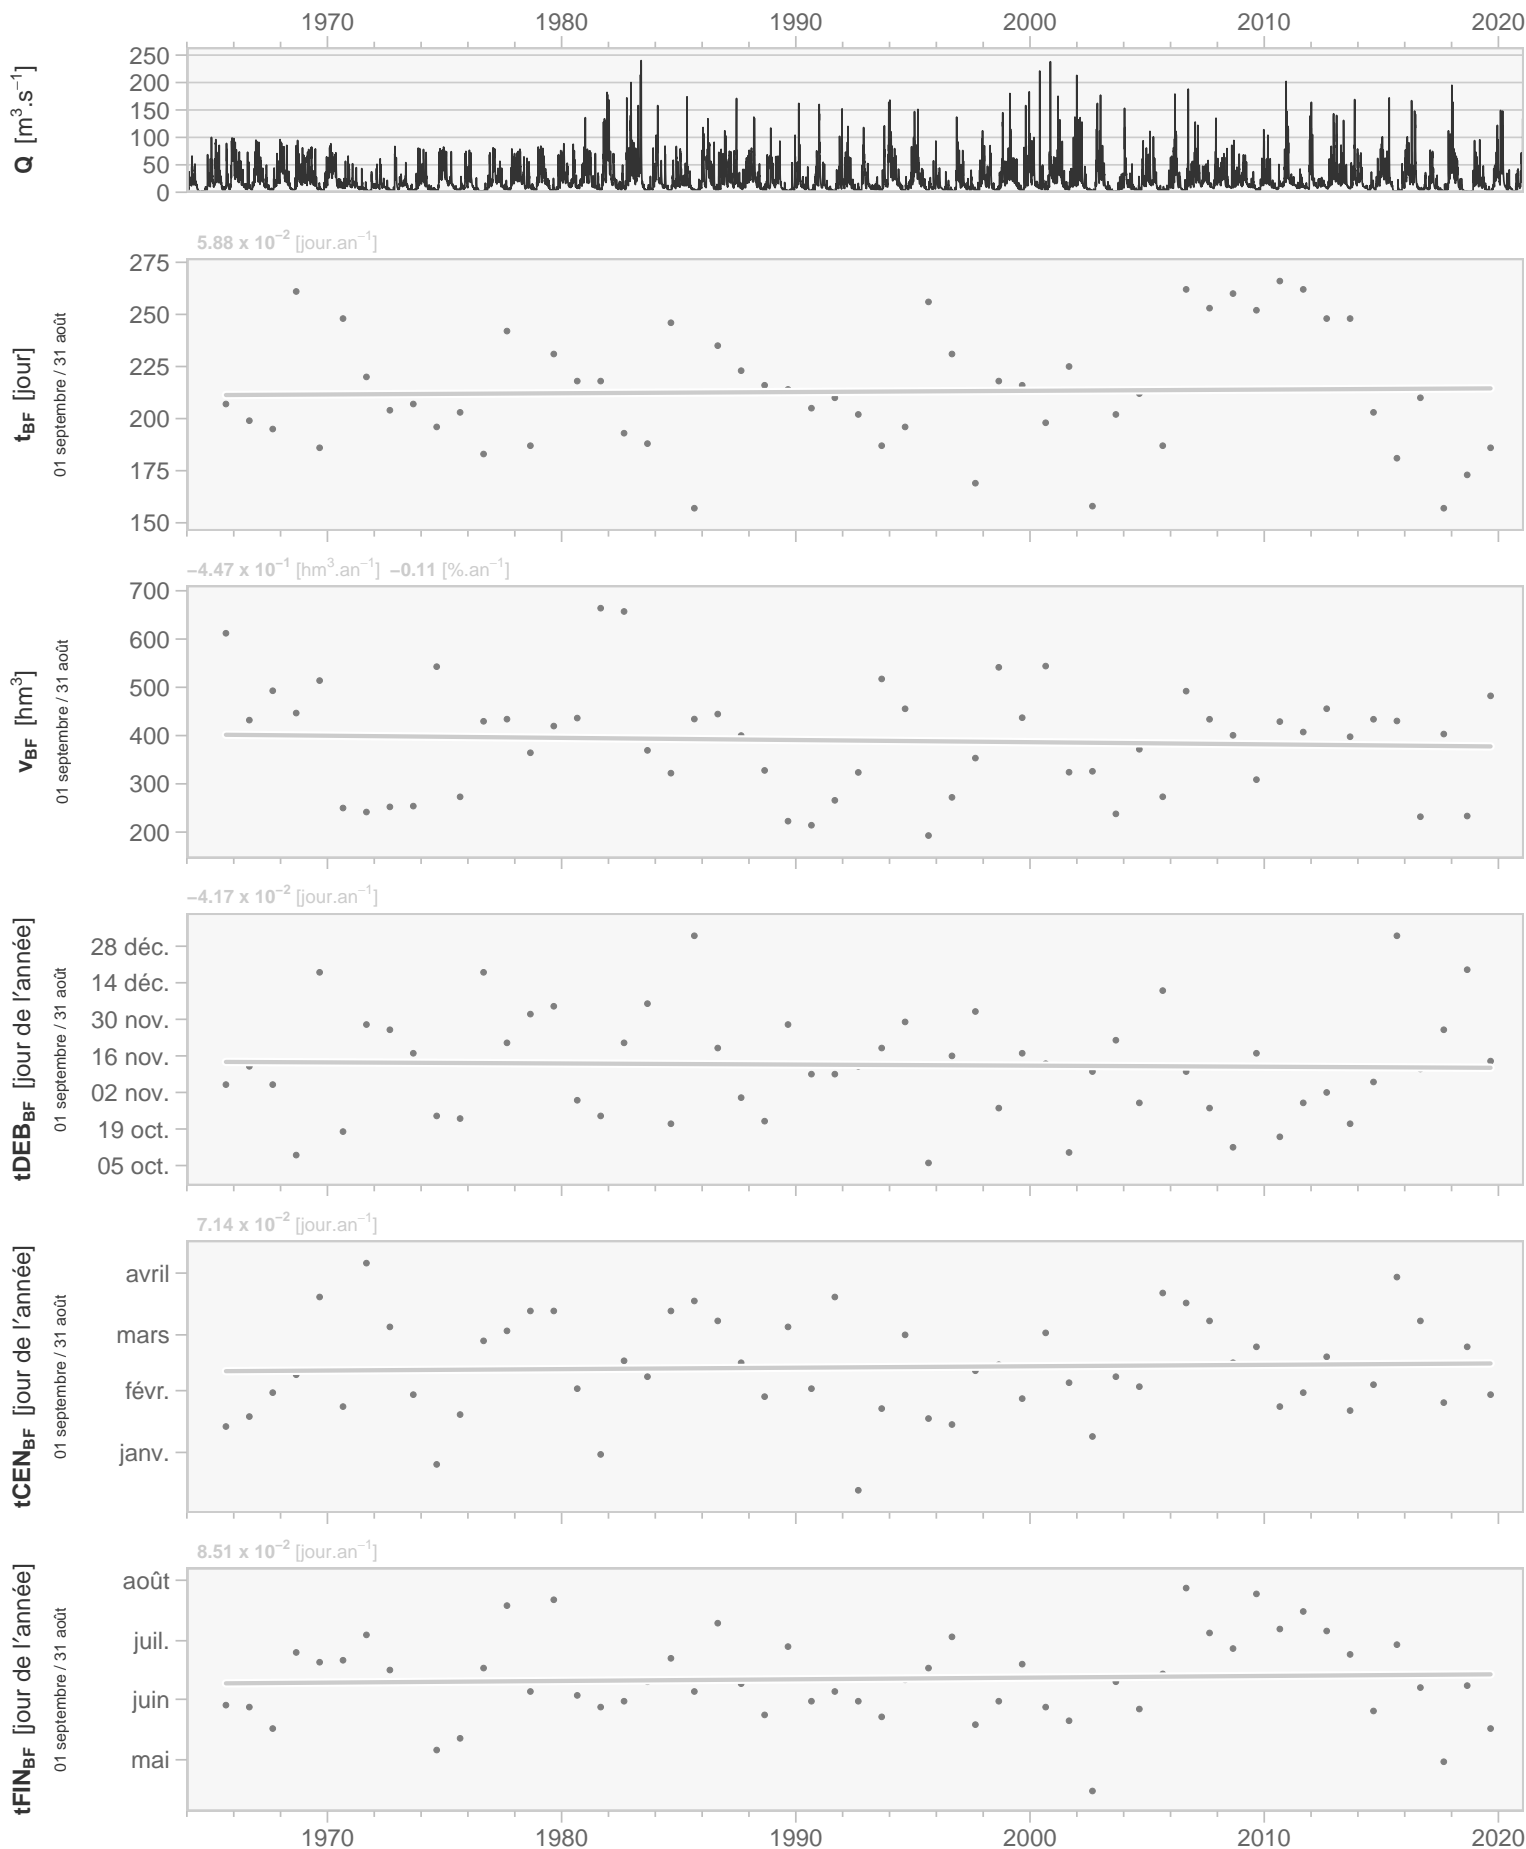 1970 1980 1990 2000 2010 2020
Q [m³.s⁻¹]
250
200
150
100
50
0
5.88 x 10⁻² [jour.an⁻¹]
t_BF [jour]
01 septembre / 31 août
275
250
225
200
175
150
−4.47 x 10⁻¹ [hm³.an⁻¹] −0.11 [%.an⁻¹]
v_BF [hm³]
01 septembre / 31 août
700
600
500
400
300
200
−4.17 x 10⁻² [jour.an⁻¹]
tDEB_BF [jour de l'année]
01 septembre / 31 août
28 déc.
14 déc.
30 nov.
16 nov.
02 nov.
19 oct.
05 oct.
7.14 x 10⁻² [jour.an⁻¹]
tCEN_BF [jour de l'année]
01 septembre / 31 août
avril
mars
févr.
janv.
8.51 x 10⁻² [jour.an⁻¹]
tFIN_BF [jour de l'année]
01 septembre / 31 août
août
juil.
juin
mai
1970 1980 1990 2000 2010 2020